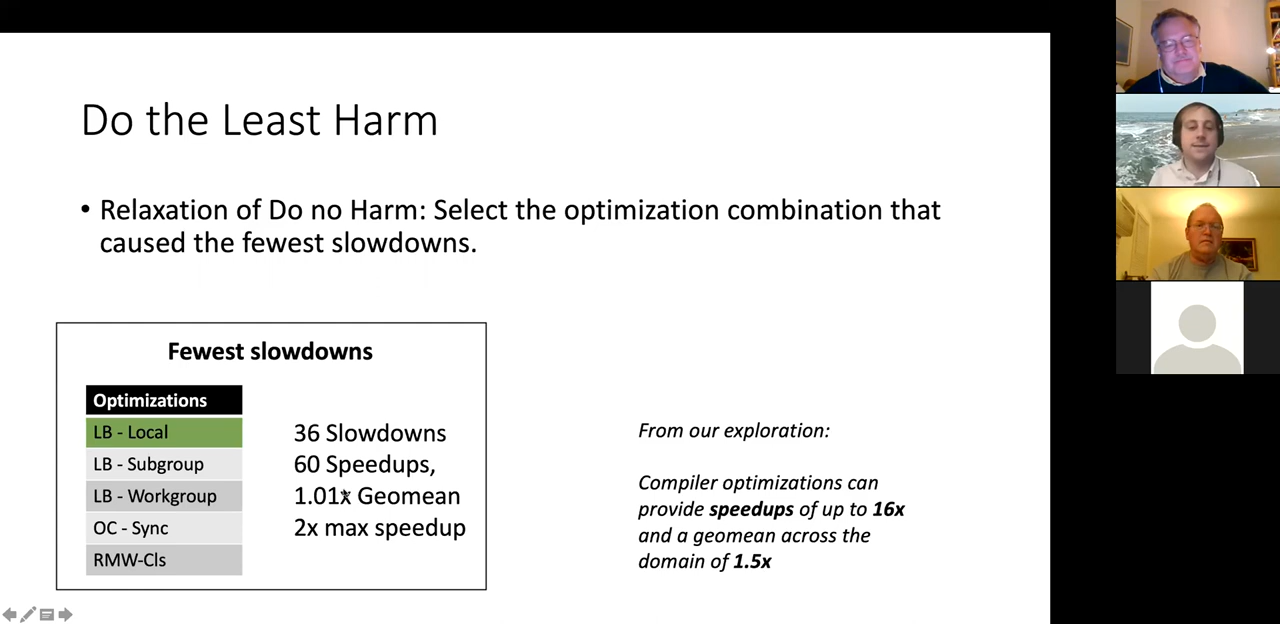 Do the Least Harm
• Relaxation of Do no Harm: Select the optimization combination that
caused the fewest slowdowns.
Fewest slowdowns
Optimizations
LB - Local
LB - Subgroup
LB - Workgroup
OC - Sync
RMW-Cls
36 Slowdowns
60 Speedups,
1.01x Geomean
2x max speedup
From our exploration:
Compiler optimizations can
provide speedups of up to 16x
and a geomean across the
domain of 1.5x